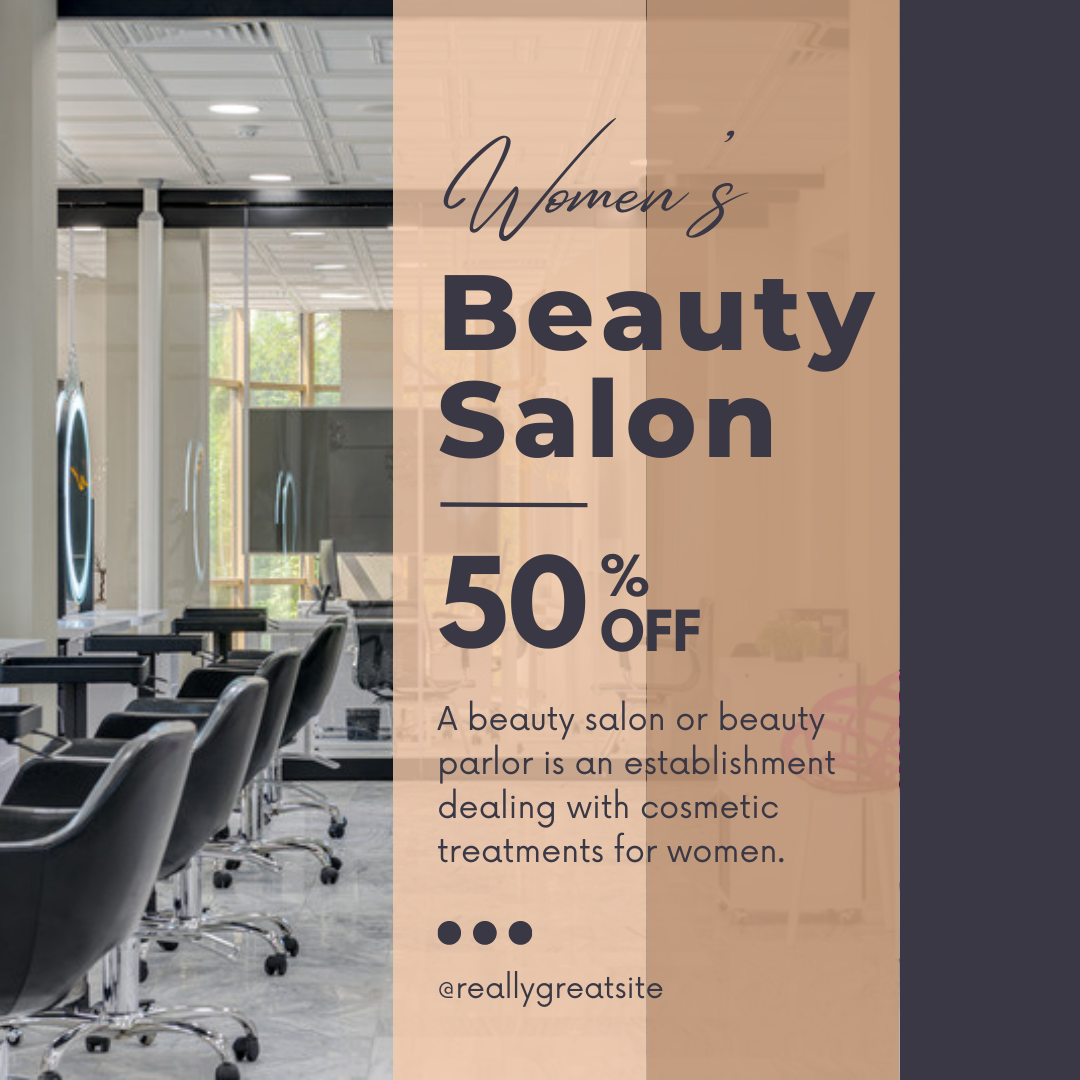 Women's
Beauty
Salon
50%
OFF
A beauty salon or beauty
parlor is an establishment
dealing with cosmetic
treatments for women.
@reallygreatsite